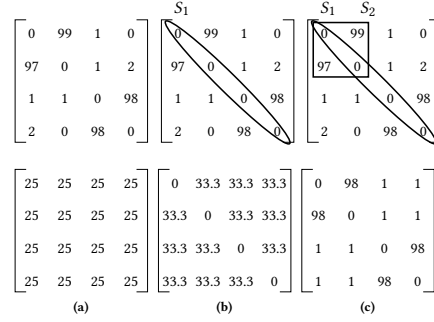 S1 S1 S2
0 99 1 0 0 99 1 0 0 99 1 0
97 0 1 2 97 0 1 2 97 0 1 2
1 1 0 98 1 1 0 98 1 1 0 98
2 0 98 0 2 0 98 0 2 0 98 0
25 25 25 25 0 33.3 33.3 33.3 0 98 1 1
25 25 25 25 33.3 0 33.3 33.3 98 0 1 1
25 25 25 25 33.3 33.3 0 33.3 1 1 0 98
25 25 25 25 33.3 33.3 33.3 0 1 1 98 0
(a) (b) (c)